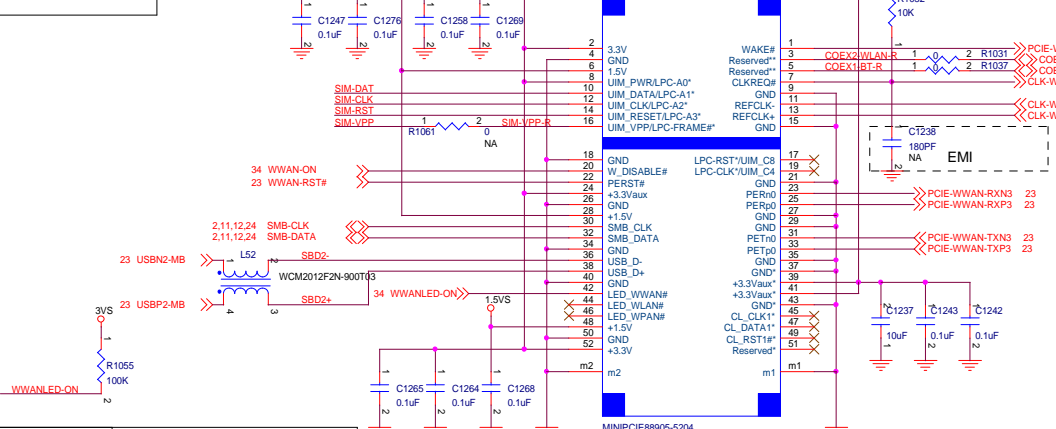 R1032
10K
C1247
0.1uF
C1276
0.1uF
C1258
0.1uF
C1269
0.1uF
2 3.3V
4 GND
6 1.5V
8 UIM_PWR/LPC-A0*
10 UIM_DATA/LPC-A1*
12 UIM_CLK/LPC-A2*
14 UIM_RESET/LPC-A3*
16 UIM_VPP/LPC-FRAME#*
WAKE# 1
Reserved** 3
Reserved** 5
CLKREQ# 7
GND 9
REFCLK- 11
REFCLK+ 13
GND 15
COEX2-WLAN-R 1 0 2 R1031
COEX1-BT-R 1 0 2 R1037
PCIE-W
COE
COE
CLK-W
CLK-W
CLK-W
SIM-DAT
SIM-CLK
SIM-RST
SIM-VPP
R1061
1 2
0
NA
SIM-VPP-R
C1238
180PF
NA
EMI
18 GND
20 W_DISABLE#
22 PERST#
24 +3.3Vaux
26 GND
28 +1.5V
30 SMB_CLK
32 SMB_DATA
34 GND
36 USB_D-
38 USB_D+
40 GND
42 LED_WWAN#
44 LED_WLAN#
46 LED_WPAN#
48 +1.5V
50 GND
52 +3.3V
m2 m2
LPC-RST*/UIM_C8 17
LPC-CLK*/UIM_C4 19
GND 21
PERn0 23
PERp0 25
GND 27
GND 29
PETn0 31
PETp0 33
GND 35
GND* 37
+3.3Vaux* 39
+3.3Vaux* 41
GND* 43
CL_CLK1* 45
CL_DATA1* 47
CL_RST1#* 49
Reserved* 51
m1 m1
34 WWAN-ON
23 WWAN-RST#
PCIE-WWAN-RXN3 23
PCIE-WWAN-RXP3 23
2,11,12,24 SMB-CLK
2,11,12,24 SMB-DATA
PCIE-WWAN-TXN3 23
PCIE-WWAN-TXP3 23
L52
23 USBN2-MB
1 2
SBD2-
WCM2012F2N-900T03
23 USBP2-MB
4 3
SBD2+
34 WWANLED-ON
1.5VS
3VS
1
R1055
100K
2
WWANLED-ON
C1237
10uF
C1243
0.1uF
C1242
0.1uF
C1265
0.1uF
C1264
0.1uF
C1268
0.1uF
MINIPCIE88905-5204